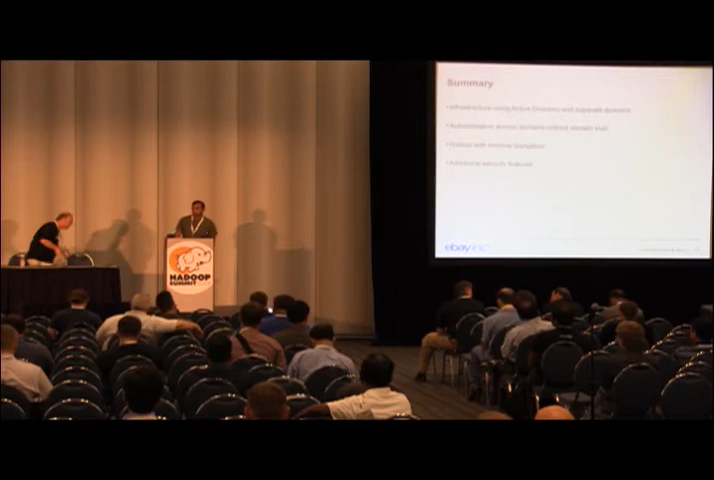 Summary
• Infrastructure using Active Directory and separate domains
• Authentication across domains without domain trust
• Rollout with minimal disruption
• Additional security features
ebay inc
HADOOP
SUMMIT